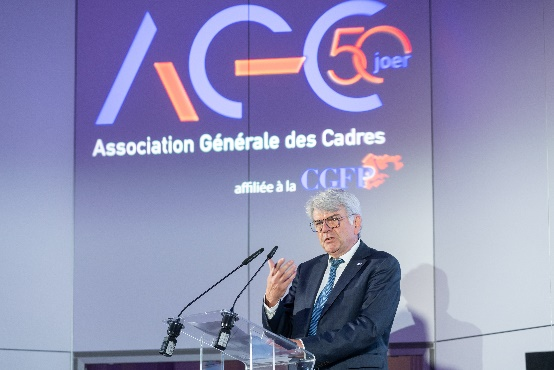 AGC
50
joer
Association Générale des Cadres
affiliée à la CGFP